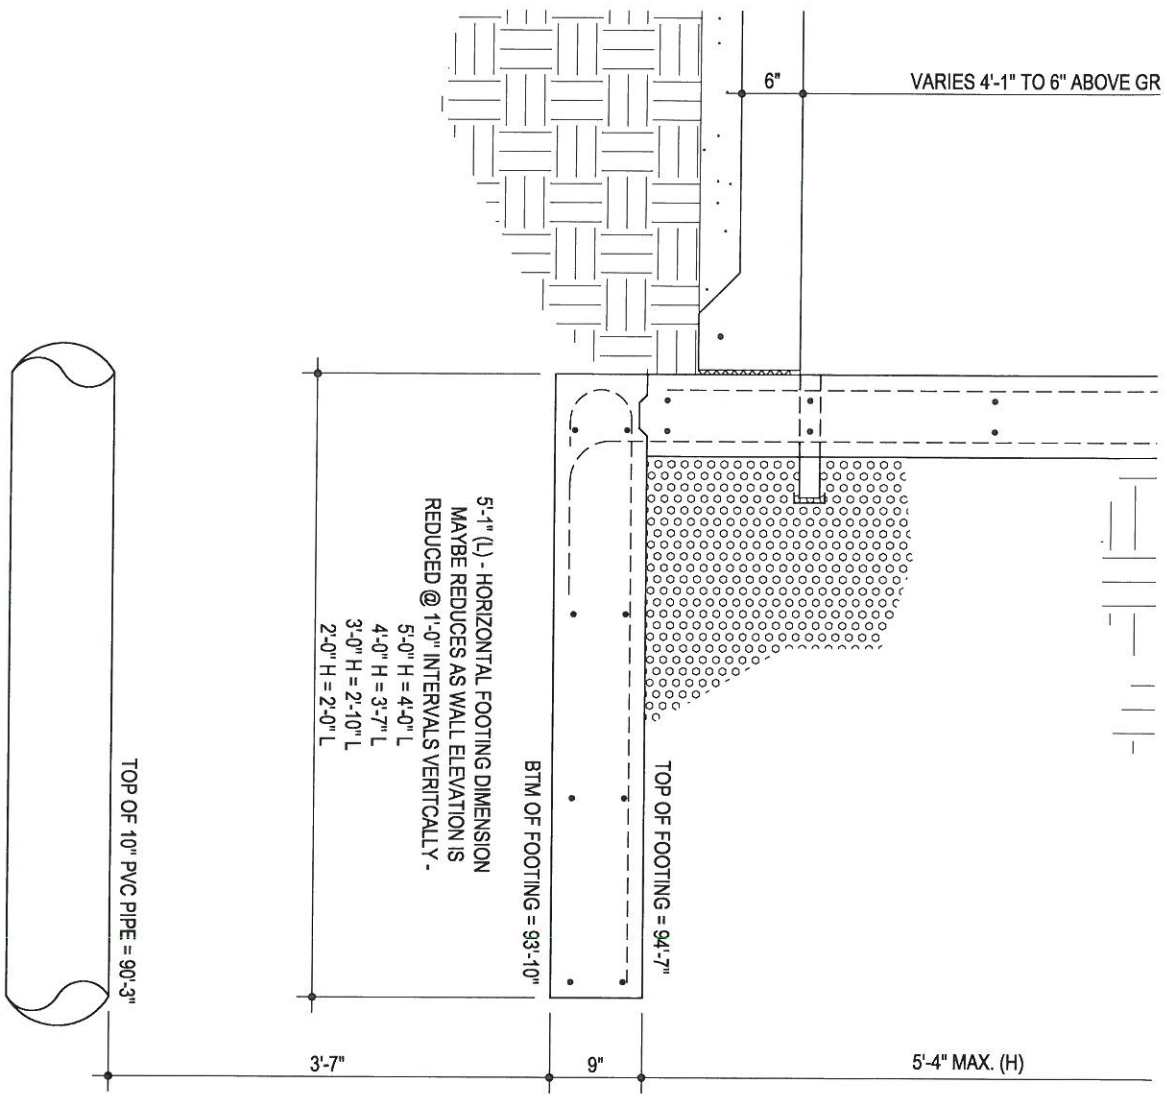 6"
VARIES 4'-1" TO 6" ABOVE GR
5'-1" (L) - HORIZONTAL FOOTING DIMENSION
MAYBE REDUCES AS WALL ELEVATION IS
REDUCED @ 1'-0" INTERVALS VERITCALLY -
5'-0" H = 4'-0" L
4'-0" H = 3'-7" L
3'-0" H = 2'-10" L
2'-0" H = 2'-0" L
TOP OF FOOTING = 94'-7"
BTM OF FOOTING = 93'-10"
TOP OF 10" PVC PIPE = 90'-3"
3'-7"
9"
5'-4" MAX. (H)